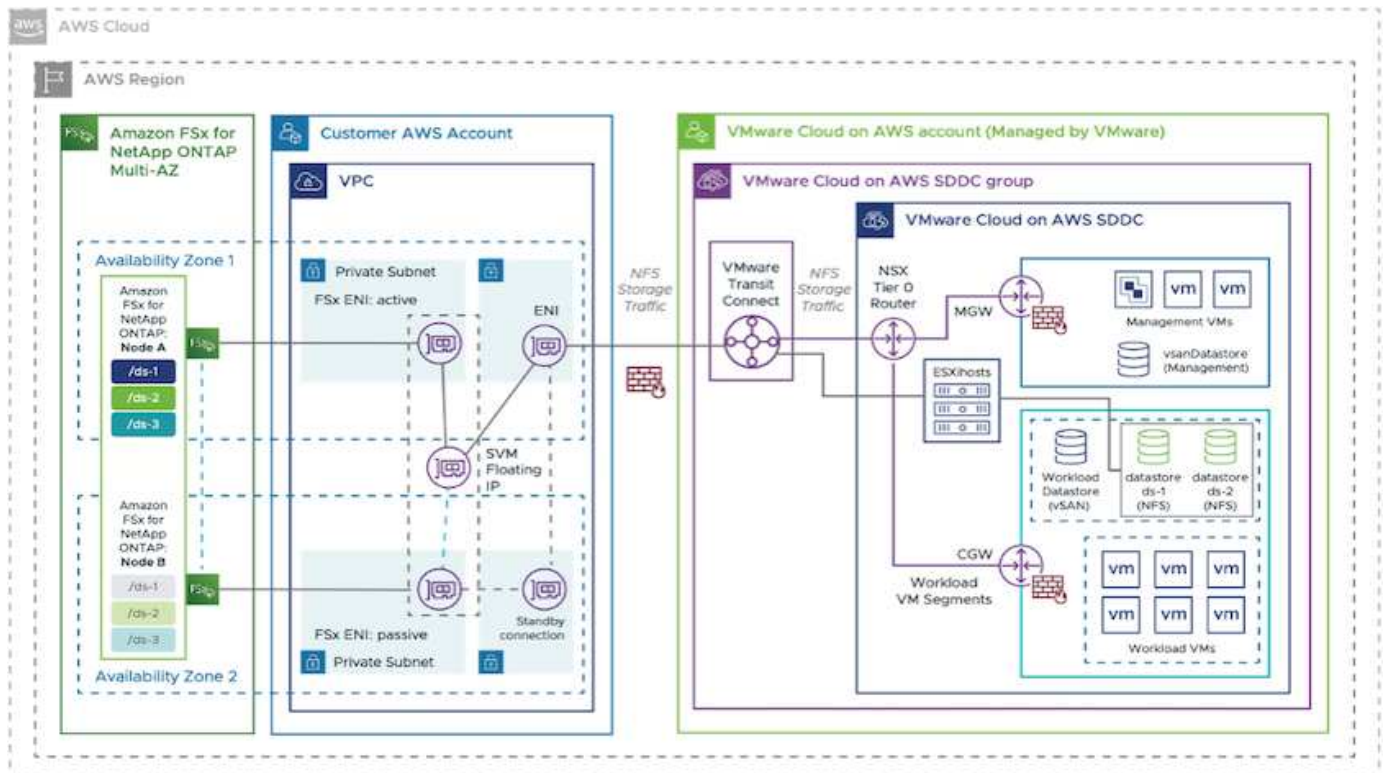 aws
AWS Cloud
AWS Region
FSx
Amazon FSx for
NetApp ONTAP
Multi-AZ
Customer AWS Account
VPC
VMware Cloud on AWS account (Managed by VMware)
VMware Cloud on AWS SDDC group
VMware Cloud on AWS SDDC
Availability Zone 1
Amazon
FSx for
NetApp
ONTAP:
Node A
/ds-1
/ds-2
/ds-3
FSx
Private Subnet
FSx ENI: active
ENI
SVM
Floating
IP
NFS
Storage
Traffic
VMware
Transit
Connect
NFS
Storage
Traffic
NSX
Tier 0
Router
MGW
vm
vm
Management VMs
vsanDatastore
(Management)
ESXihosts
Workload
Datastore
(vSAN)
datastore
ds-1
(NFS)
datastore
ds-2
(NFS)
Amazon
FSx for
NetApp
ONTAP:
Node B
/ds-1
/ds-2
/ds-3
FSx
Standby
connection
FSx ENI: passive
Private Subnet
Availability Zone 2
CGW
Workload
VM Segments
vm vm vm
vm vm vm
Workload VMs